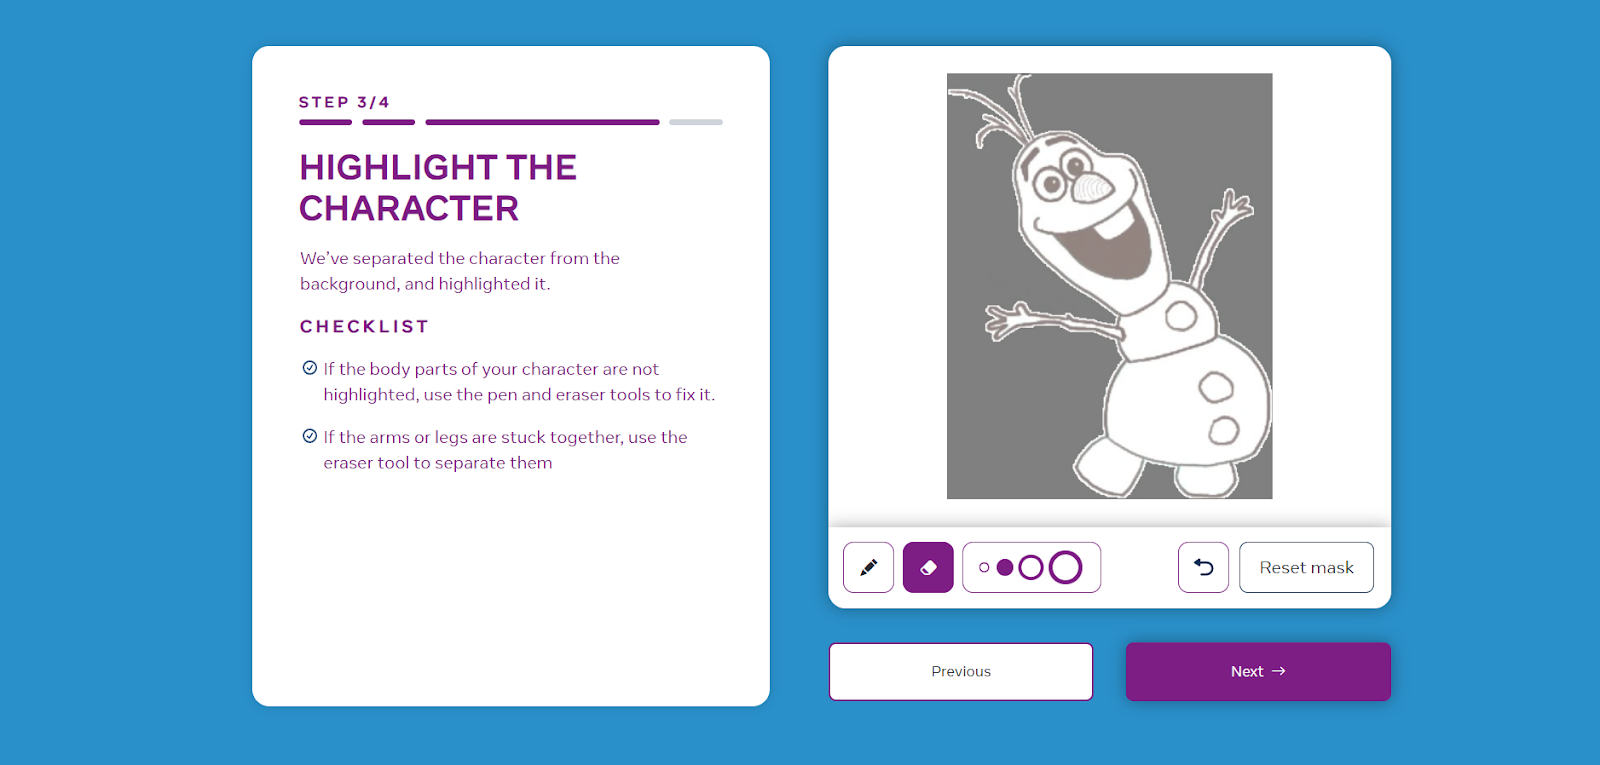 STEP 3/4
HIGHLIGHT THE
CHARACTER
We’ve separated the character from the
background, and highlighted it.
CHECKLIST
If the body parts of your character are not
highlighted, use the pen and eraser tools to fix it.
If the arms or legs are stuck together, use the
eraser tool to separate them
Reset mask
Previous
Next →